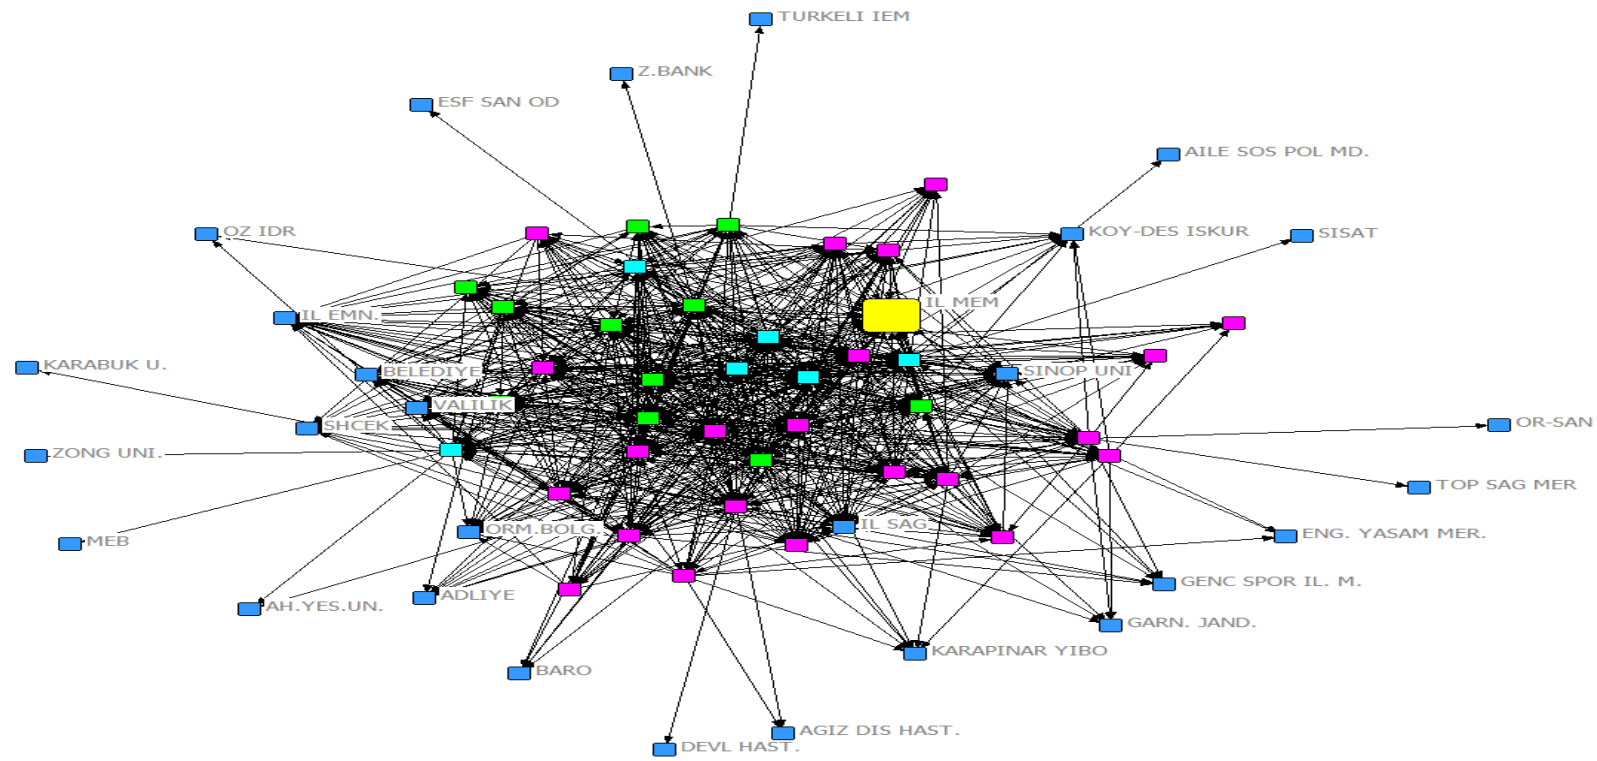 TURKELI IEM
Z.BANK
ESF SAN OD
AILE SOS POL MD.
OZ IDR
KOY-DES ISKUR
SISAT
IL MEM
IL EMN.
KARABUK U.
BELEDIYE
SINOP UNI
VALILIK
SHCEK
OR-SAN
ZONG UNI.
TOP SAG MER
MEB
ORM.BOLG.
IL SAG
ENG. YASAM MER.
GENC SPOR IL. M.
ADLIYE
AH.YES.UN.
GARN. JAND.
KARAPINAR YIBO
BARO
AGIZ DIS HAST.
DEVL HAST.